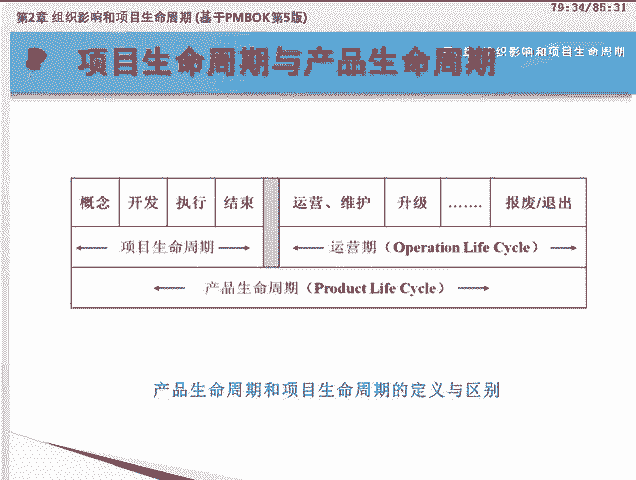 79:34/85:31
第2章 组织影响和项目生命周期 (基于PMBOK第5版)
组织影响和项目生命周期
项目生命周期与产品生命周期
概念 开发 执行 结束 运营、维护 升级 ....... 报废/退出
项目生命周期 运营期（Operation Life Cycle）
产品生命周期（Product Life Cycle）
产品生命周期和项目生命周期的定义与区别